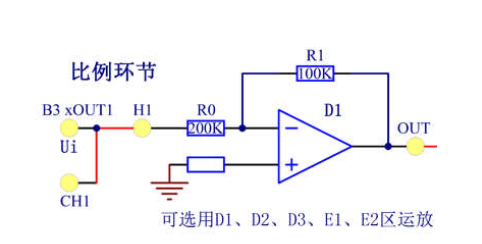 R1
100K
比例环节
B3 xOUT1
H1
R0
200K
D1
OUT
Ui
CH1
可选用D1、D2、D3、E1、E2区运放